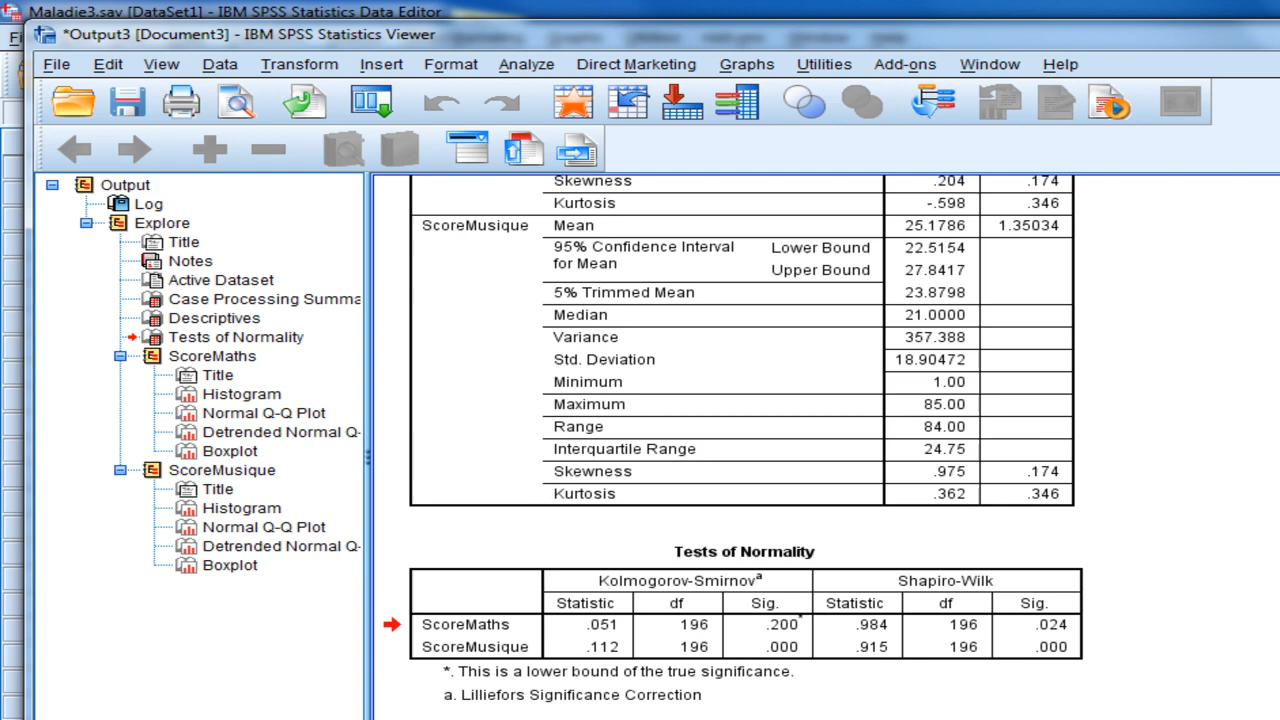 Maladie3.sav [DataSet1] - IBM SPSS Statistics Data Editor
*Output3 [Document3] - IBM SPSS Statistics Viewer
File Edit View Data Transform Insert Format Analyze Direct Marketing Graphs Utilities Add-ons Window Help
Output
Log
Explore
Title
Notes
Active Dataset
Case Processing Summa
Descriptives
Tests of Normality
ScoreMaths
Title
Histogram
Normal Q-Q Plot
Detrended Normal Q-
Boxplot
ScoreMusique
Title
Histogram
Normal Q-Q Plot
Detrended Normal Q-
Boxplot
Skewness .204 .174
Kurtosis -.598 .346
ScoreMusique Mean 25.1786 1.35034
95% Confidence Interval Lower Bound 22.5154
for Mean Upper Bound 27.8417
5% Trimmed Mean 23.8798
Median 21.0000
Variance 357.388
Std. Deviation 18.90472
Minimum 1.00
Maximum 85.00
Range 84.00
Interquartile Range 24.75
Skewness .975 .174
Kurtosis .362 .346
Tests of Normality
Kolmogorov-Smirnov^a Shapiro-Wilk
Statistic df Sig. Statistic df Sig.
ScoreMaths .051 196 .200* .984 196 .024
ScoreMusique .112 196 .000 .915 196 .000
*. This is a lower bound of the true significance.
a. Lilliefors Significance Correction